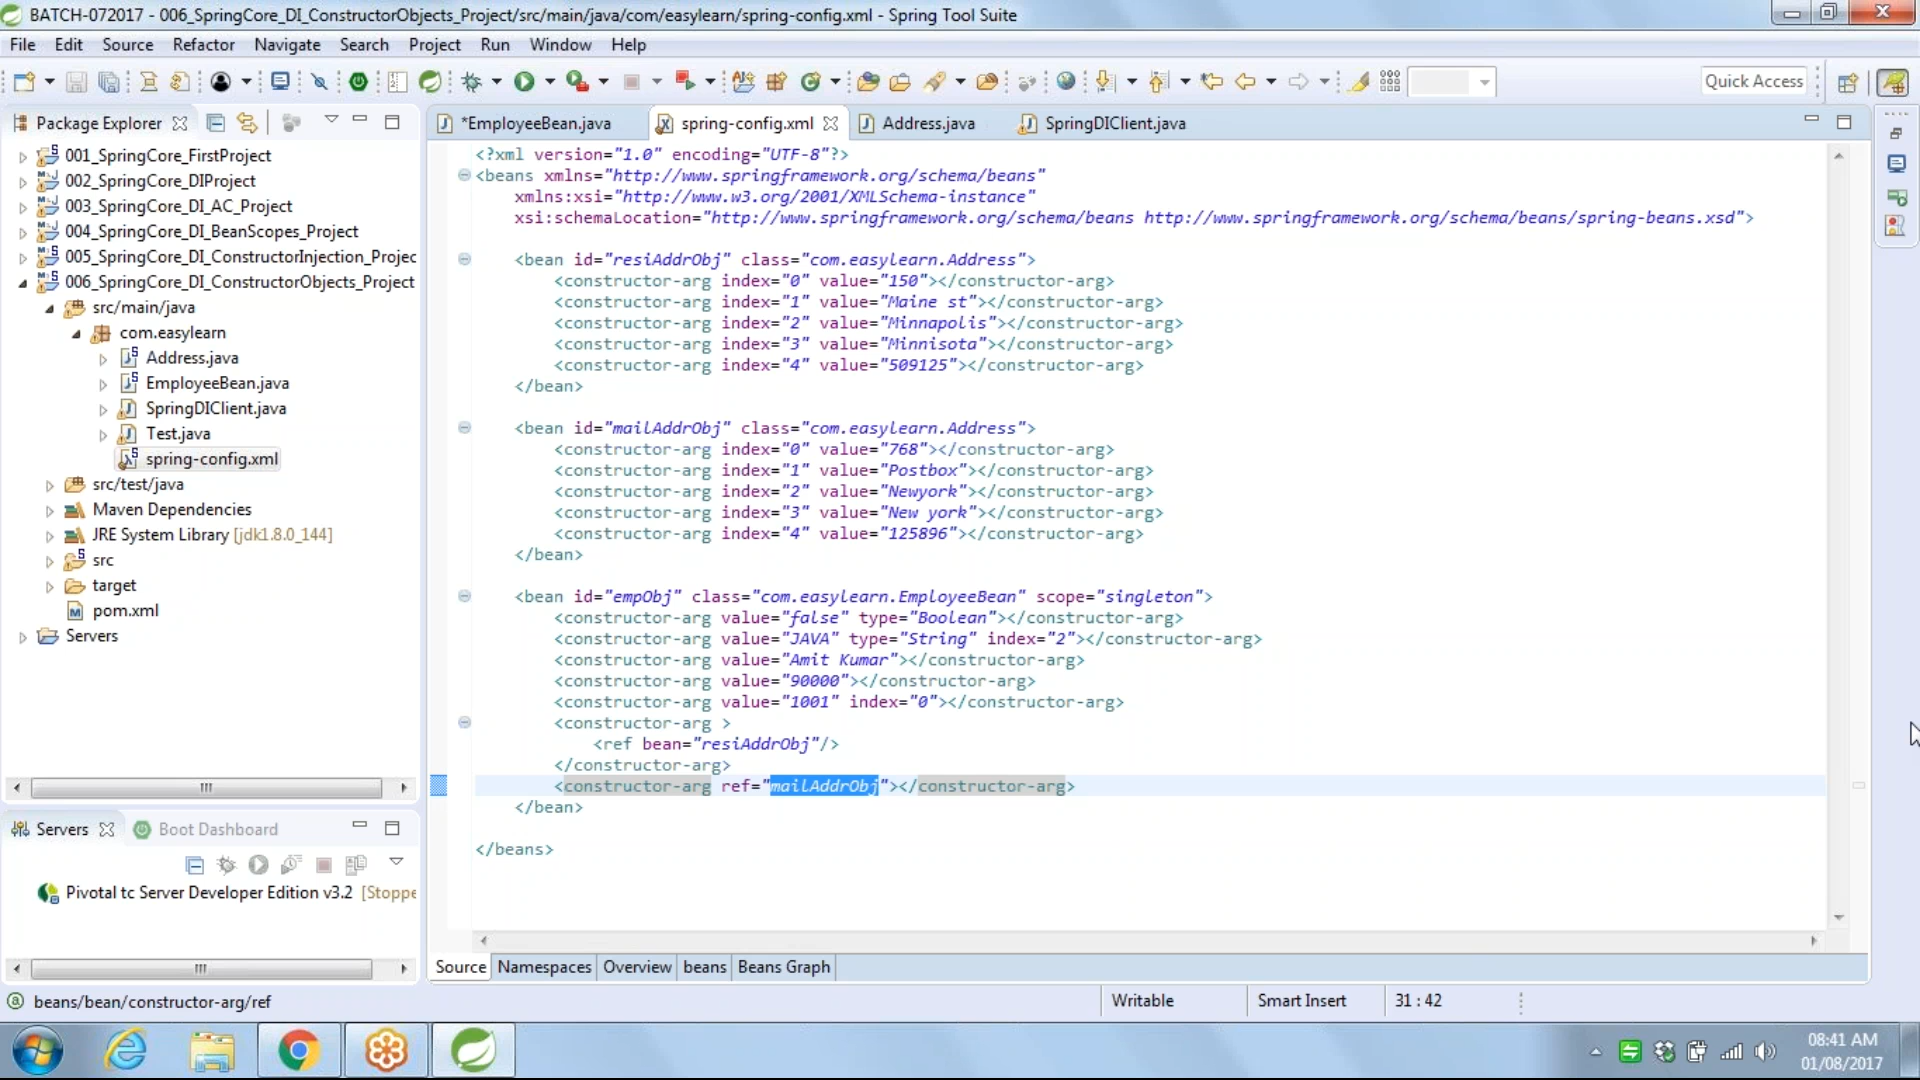 BATCH-072017 - 006_SpringCore_DI_ConstructorObjects_Project/src/main/java/com/easylearn/spring-config.xml - Spring Tool Suite
File Edit Source Refactor Navigate Search Project Run Window Help
Quick Access
Package Explorer
001_SpringCore_FirstProject
002_SpringCore_DIProject
003_SpringCore_DI_AC_Project
004_SpringCore_DI_BeanScopes_Project
005_SpringCore_DI_ConstructorInjection_Projec
006_SpringCore_DI_ConstructorObjects_Project
src/main/java
com.easylearn
Address.java
EmployeeBean.java
SpringDIClient.java
Test.java
spring-config.xml
src/test/java
Maven Dependencies
JRE System Library [jdk1.8.0_144]
src
target
pom.xml
Servers
*EmployeeBean.java spring-config.xml Address.java SpringDIClient.java
<?xml version="1.0" encoding="UTF-8"?>
<beans xmlns="http://www.springframework.org/schema/beans"
xmlns:xsi="http://www.w3.org/2001/XMLSchema-instance"
xsi:schemaLocation="http://www.springframework.org/schema/beans http://www.springframework.org/schema/beans/spring-beans.xsd">
<bean id="resiAddrObj" class="com.easylearn.Address">
<constructor-arg index="0" value="150"></constructor-arg>
<constructor-arg index="1" value="Maine st"></constructor-arg>
<constructor-arg index="2" value="Minnapolis"></constructor-arg>
<constructor-arg index="3" value="Minnisota"></constructor-arg>
<constructor-arg index="4" value="509125"></constructor-arg>
</bean>
<bean id="mailAddrObj" class="com.easylearn.Address">
<constructor-arg index="0" value="768"></constructor-arg>
<constructor-arg index="1" value="Postbox"></constructor-arg>
<constructor-arg index="2" value="Newyork"></constructor-arg>
<constructor-arg index="3" value="New york"></constructor-arg>
<constructor-arg index="4" value="125896"></constructor-arg>
</bean>
<bean id="empObj" class="com.easylearn.EmployeeBean" scope="singleton">
<constructor-arg value="false" type="Boolean"></constructor-arg>
<constructor-arg value="JAVA" type="String" index="2"></constructor-arg>
<constructor-arg value="Amit Kumar"></constructor-arg>
<constructor-arg value="90000"></constructor-arg>
<constructor-arg value="1001" index="0"></constructor-arg>
<constructor-arg >
<ref bean="resiAddrObj"/>
</constructor-arg>
<constructor-arg ref="mailAddrObj"></constructor-arg>
</bean>
</beans>
Servers Boot Dashboard
Pivotal tc Server Developer Edition v3.2 [Stoppe
Source Namespaces Overview beans Beans Graph
beans/bean/constructor-arg/ref
Writable Smart Insert 31 : 42
08:41 AM
01/08/2017